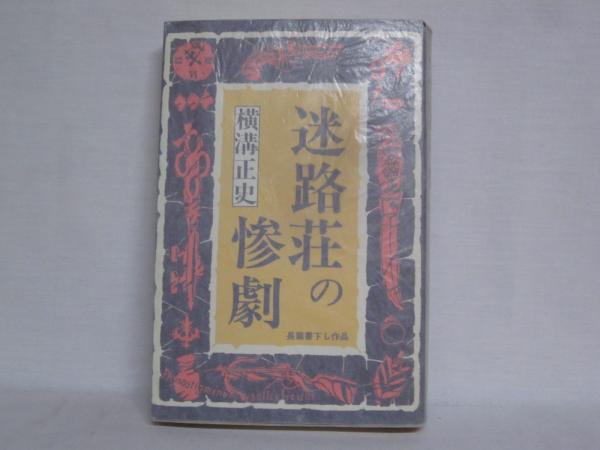 迷路荘の
惨劇
横溝正史
長篇書下し作品